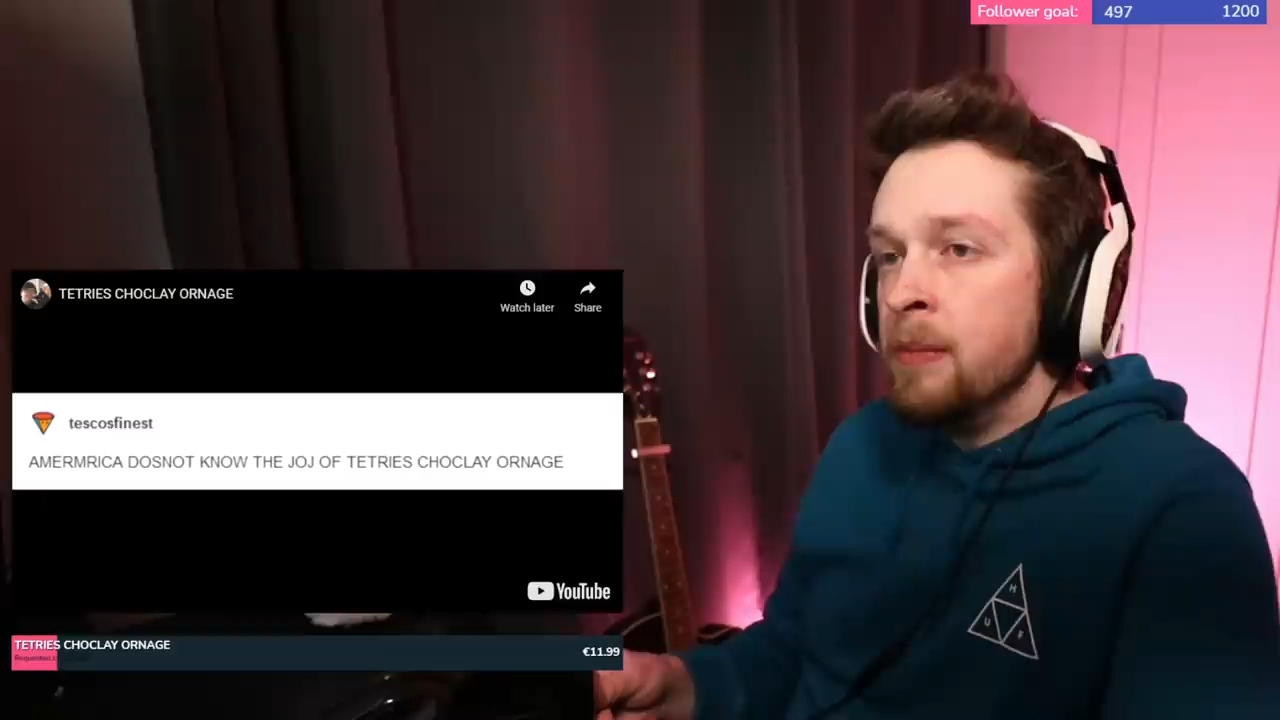 Follower goal:
497
1200
TETRIES CHOCLAY ORNAGE
Watch later
Share
tescosfinest
AMERMRICA DOSNOT KNOW THE JOJ OF TETRIES CHOCLAY ORNAGE
YouTube
TETRIES CHOCLAY ORNAGE
€11.99
H
U F